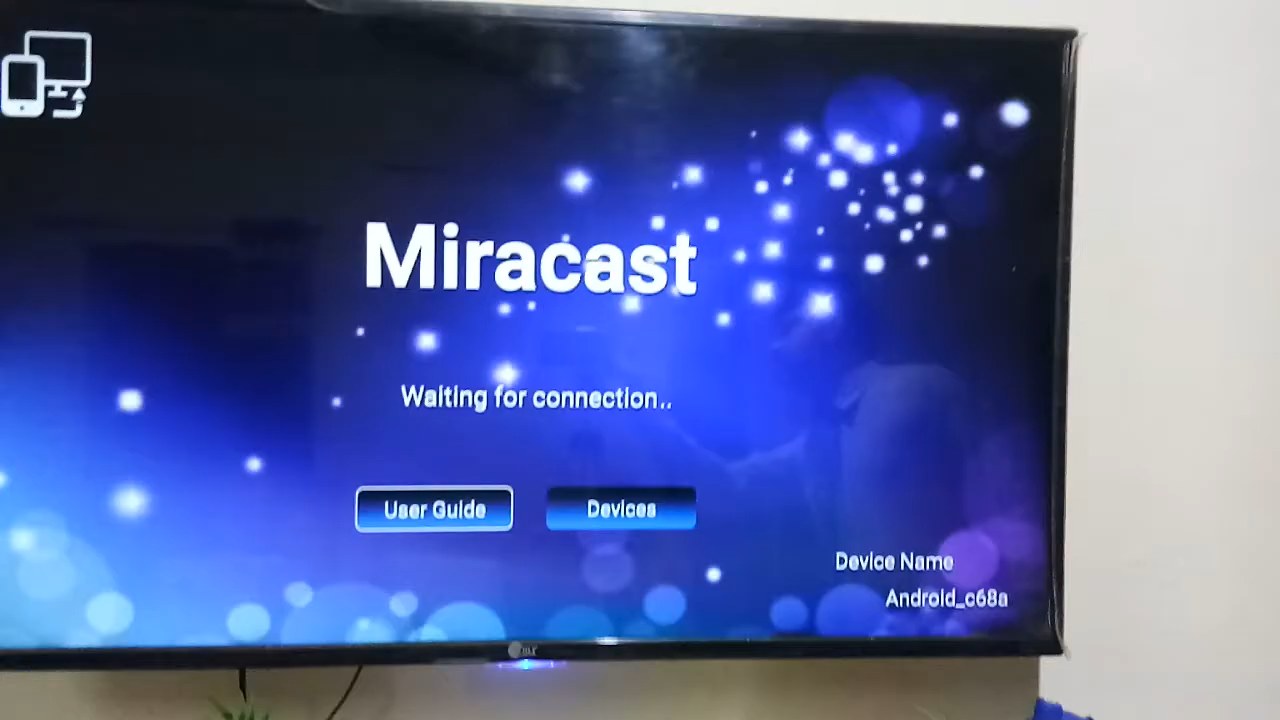 Miracast
Waiting for connection..
User Guide
Devices
Device Name
Android_c68a